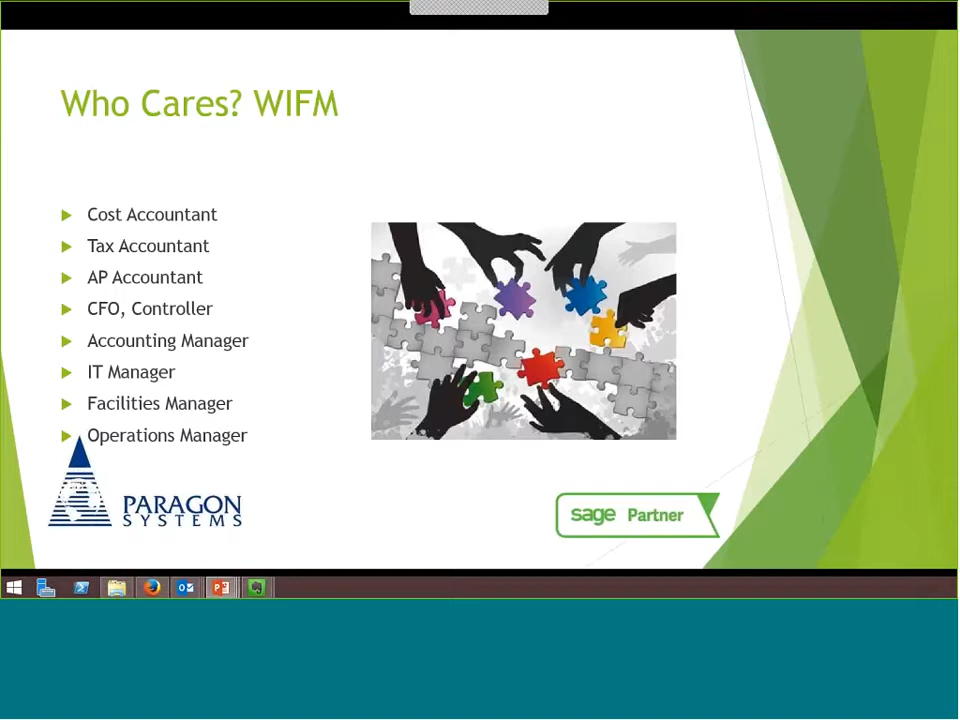 Who Cares? WIFM
Cost Accountant
Tax Accountant
AP Accountant
CFO, Controller
Accounting Manager
IT Manager
Facilities Manager
Operations Manager
PARAGON
SYSTEMS
sage Partner